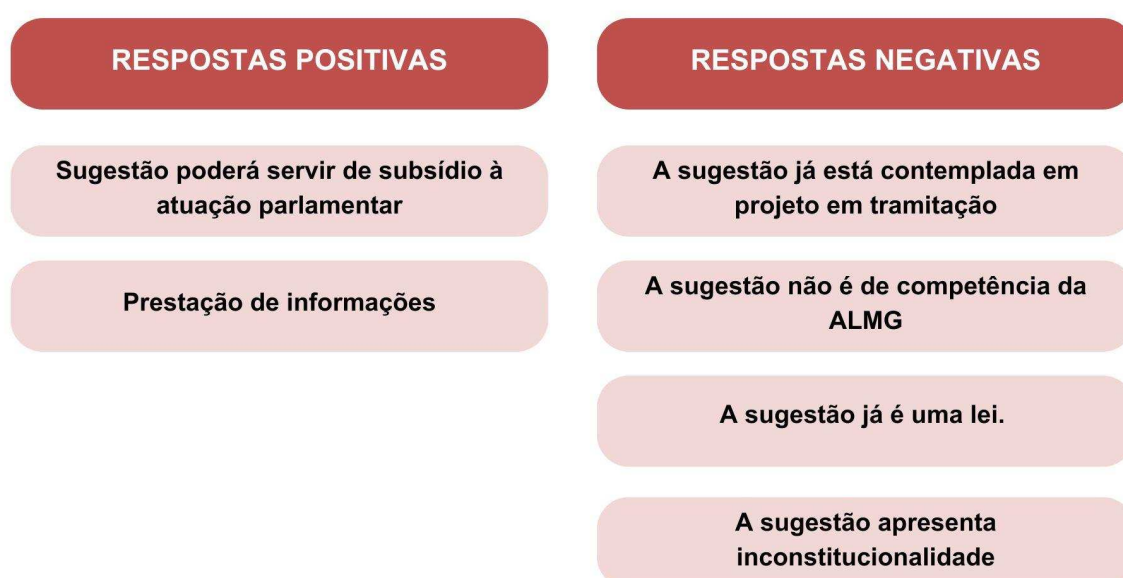 RESPOSTAS POSITIVAS
Sugestão poderá servir de subsídio à
atuação parlamentar
Prestação de informações
RESPOSTAS NEGATIVAS
A sugestão já está contemplada em
projeto em tramitação
A sugestão não é de competência da
ALMG
A sugestão já é uma lei.
A sugestão apresenta
inconstitucionalidade